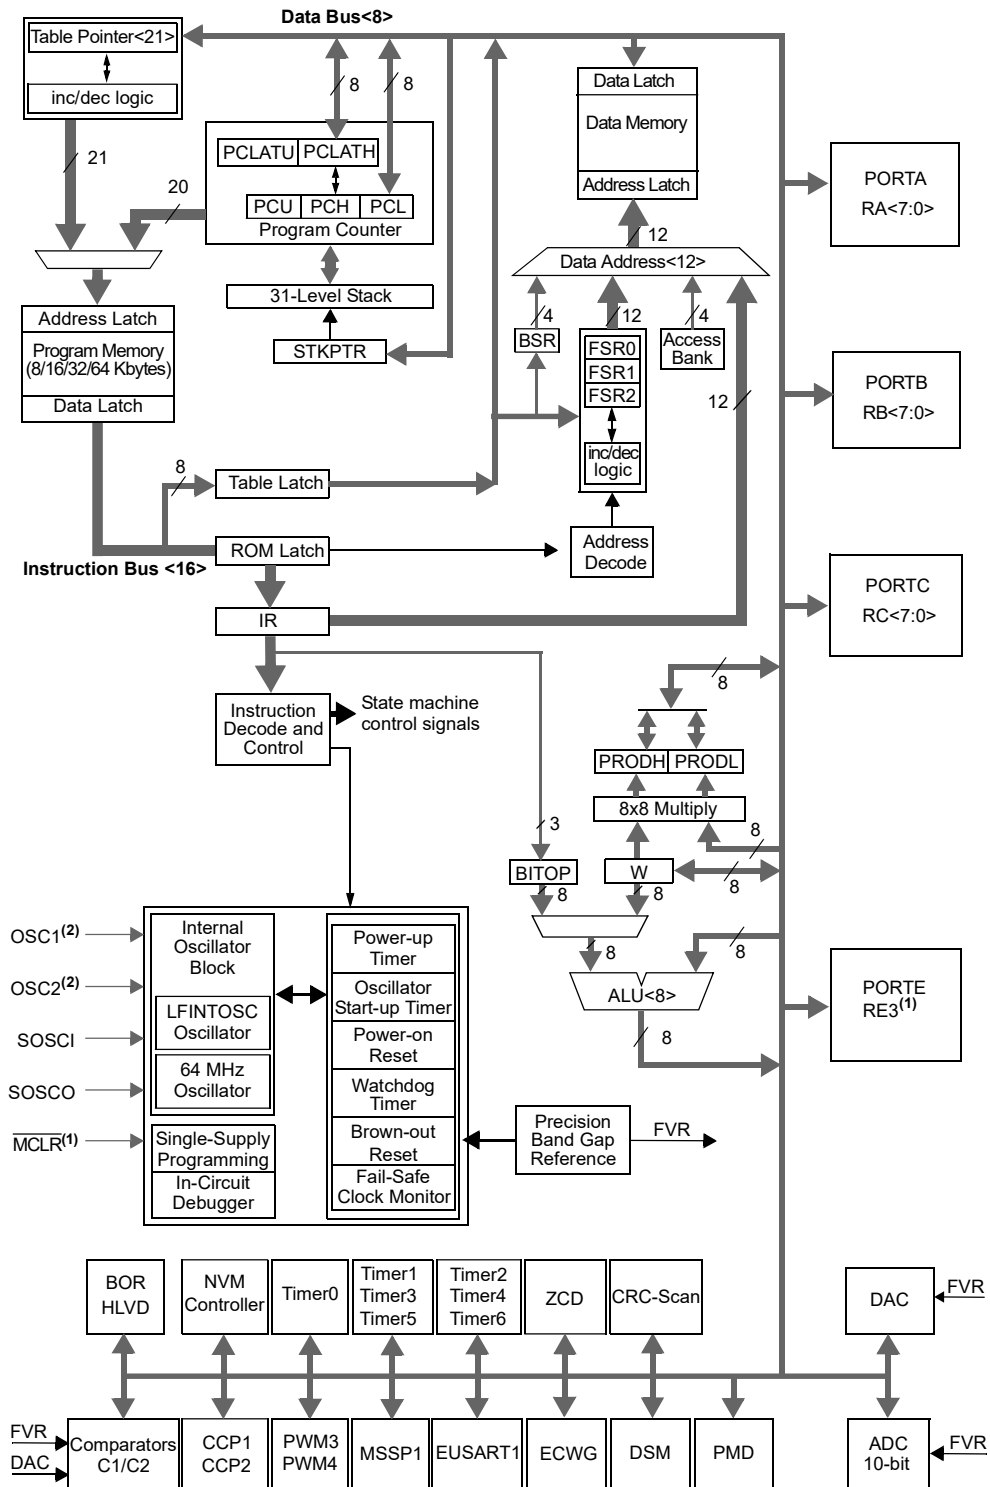 Data Bus<8>
Table Pointer<21>
inc/dec logic
21
20
8
8
PCLATU PCLATH
PCU PCH PCL
Program Counter
31-Level Stack
STKPTR
Data Latch
Data Memory
Address Latch
12
Data Address<12>
4
12
4
BSR
FSR0
FSR1
FSR2
inc/dec
logic
Access
Bank
12
Address
Decode
Address Latch
Program Memory
(8/16/32/64 Kbytes)
Data Latch
8
Table Latch
ROM Latch
Instruction Bus <16>
IR
Instruction
Decode and
Control
State machine
control signals
PORTA
RA<7:0>
PORTB
RB<7:0>
PORTC
RC<7:0>
8
PRODH PRODL
8x8 Multiply
3
8
BITOP
W
8
8
8
8
8
ALU<8>
8
PORTE
RE3(1)
OSC1(2)
OSC2(2)
SOSCI
SOSCO
MCLR(1)
Internal
Oscillator
Block
LFINTOSC
Oscillator
64 MHz
Oscillator
Single-Supply
Programming
In-Circuit
Debugger
Power-up
Timer
Oscillator
Start-up Timer
Power-on
Reset
Watchdog
Timer
Brown-out
Reset
Fail-Safe
Clock Monitor
Precision
Band Gap
Reference
FVR
BOR
HLVD
NVM
Controller
Timer0
Timer1
Timer3
Timer5
Timer2
Timer4
Timer6
ZCD
CRC-Scan
DAC
FVR
FVR
DAC
Comparators
C1/C2
CCP1
CCP2
PWM3
PWM4
MSSP1
EUSART1
ECWG
DSM
PMD
ADC
10-bit
FVR